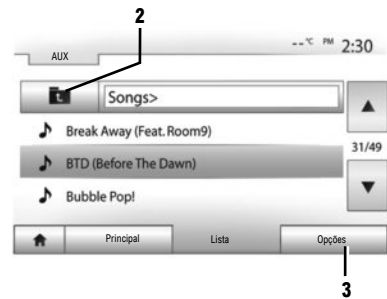 2
AUX
--°C PM 2:30
Songs>
Break Away (Feat. Room9)
31/49
BTD (Before The Dawn)
Bubble Pop!
Principal Lista Opções
3